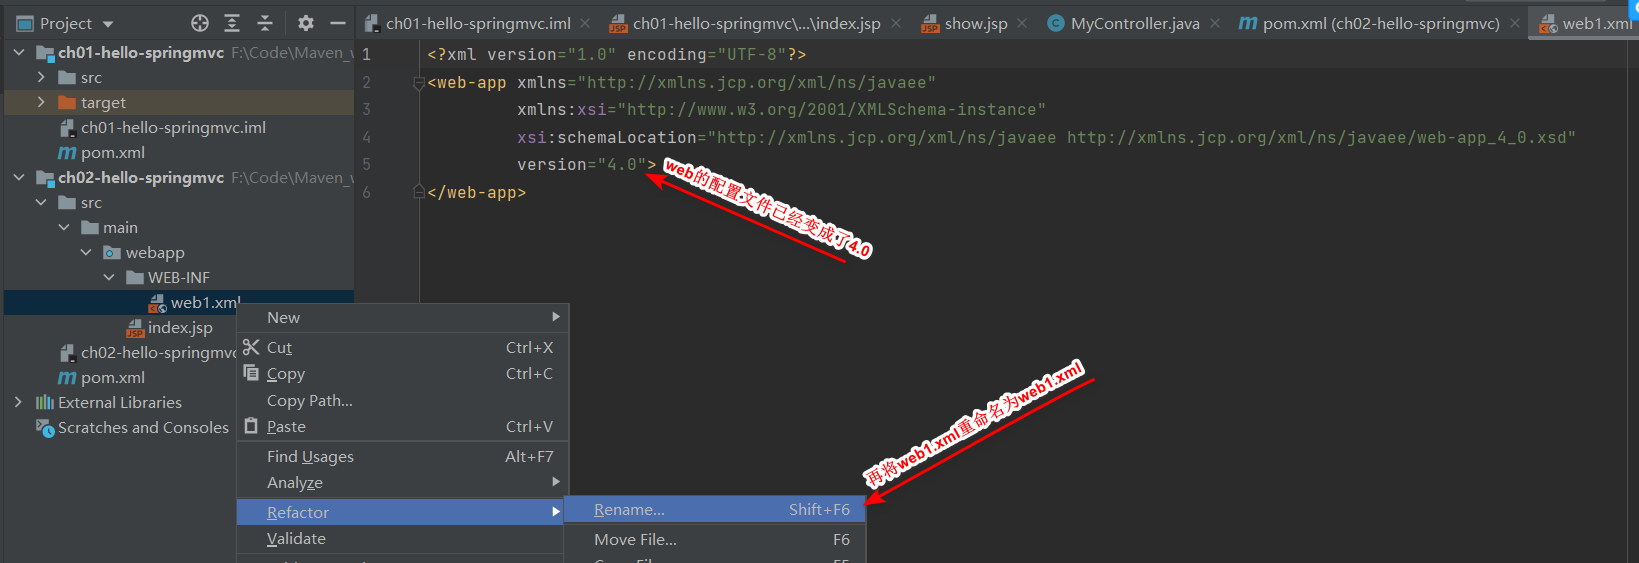 Project
ch01-hello-springmvc.iml
ch01-hello-springmvc\...\index.jsp
show.jsp
MyController.java
pom.xml (ch02-hello-springmvc)
web1.xml
ch01-hello-springmvc F:\Code\Maven_w
src
target
ch01-hello-springmvc.iml
pom.xml
ch02-hello-springmvc F:\Code\Maven_w
src
main
webapp
WEB-INF
web1.xml
index.jsp
ch02-hello-springmvc
pom.xml
External Libraries
Scratches and Consoles
1 <?xml version="1.0" encoding="UTF-8"?>
2 <web-app xmlns="http://xmlns.jcp.org/xml/ns/javaee"
3 xmlns:xsi="http://www.w3.org/2001/XMLSchema-instance"
4 xsi:schemaLocation="http://xmlns.jcp.org/xml/ns/javaee http://xmlns.jcp.org/xml/ns/javaee/web-app_4_0.xsd"
5 version="4.0">
6 </web-app>
web的配置文件已经变成了4.0
再将web1.xml重命名为web1.xml
New
Cut Ctrl+X
Copy Ctrl+C
Copy Path...
Paste Ctrl+V
Find Usages Alt+F7
Analyze
Refactor
Validate
Rename... Shift+F6
Move File... F6